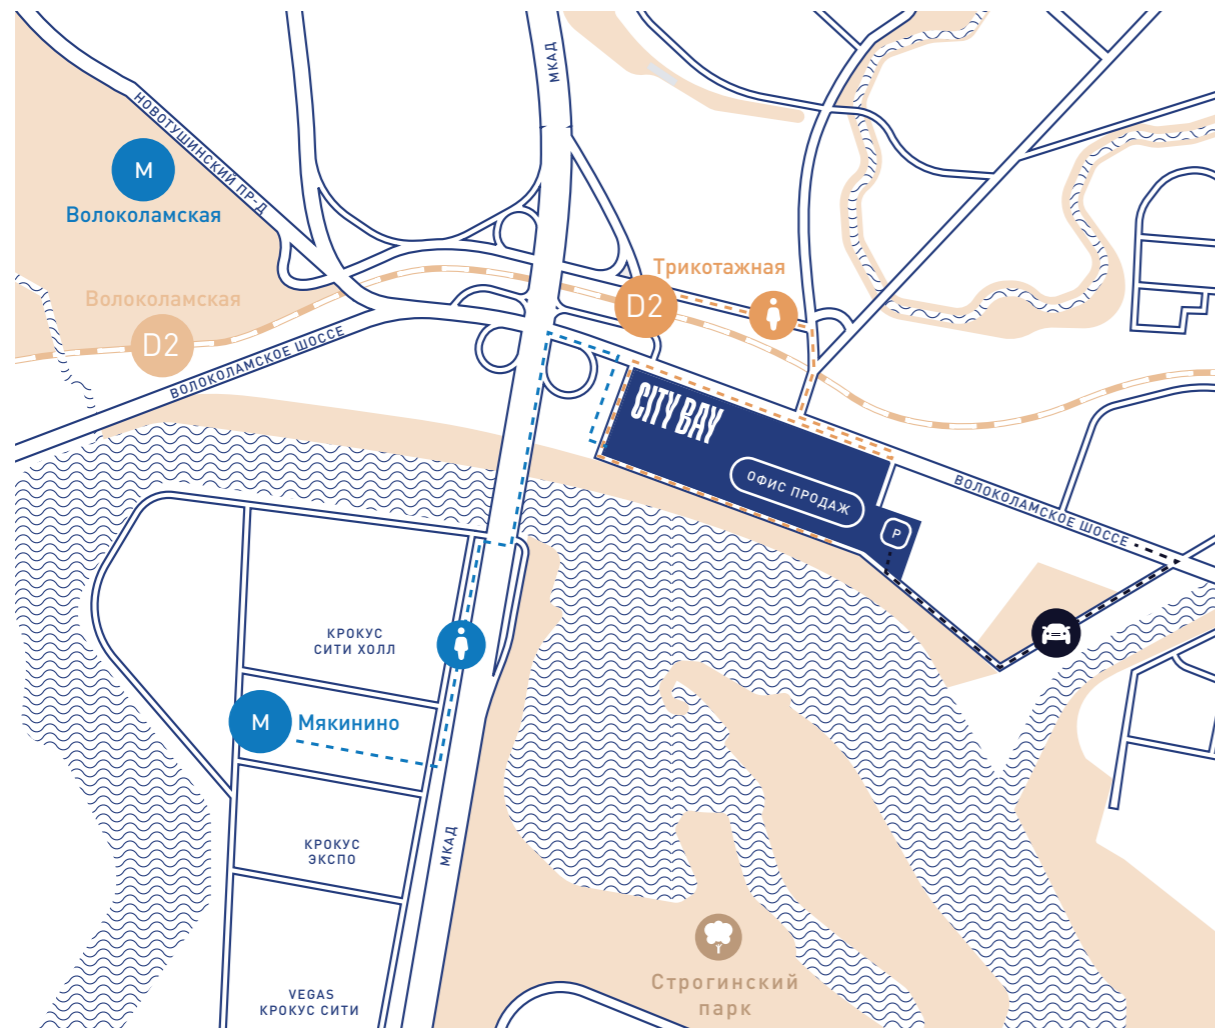 МКАД
НОВОТУШИНСКИЙ ПР-Д
М
Волоколамская
Волоколамская
D2
ВОЛОКОЛАМСКОЕ ШОССЕ
Трикотажная
D2
CITY BAY
ОФИС ПРОДАЖ
P
ВОЛОКОЛАМСКОЕ ШОССЕ
КРОКУС
СИТИ ХОЛЛ
М
Мякинино
КРОКУС
ЭКСПО
МКАД
VEGAS
КРОКУС СИТИ
Строгинский
парк